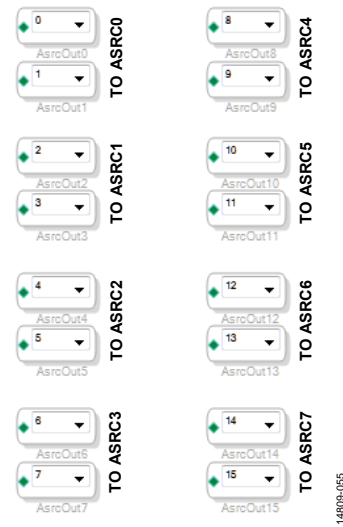 0
AsrcOut0
1
AsrcOut1
TO ASRC0
2
AsrcOut2
3
AsrcOut3
TO ASRC1
4
AsrcOut4
5
AsrcOut5
TO ASRC2
6
AsrcOut6
7
AsrcOut7
TO ASRC3
8
AsrcOut8
9
AsrcOut9
TO ASRC4
10
AsrcOut10
11
AsrcOut11
TO ASRC5
12
AsrcOut12
13
AsrcOut13
TO ASRC6
14
AsrcOut14
15
AsrcOut15
TO ASRC7
14809-055